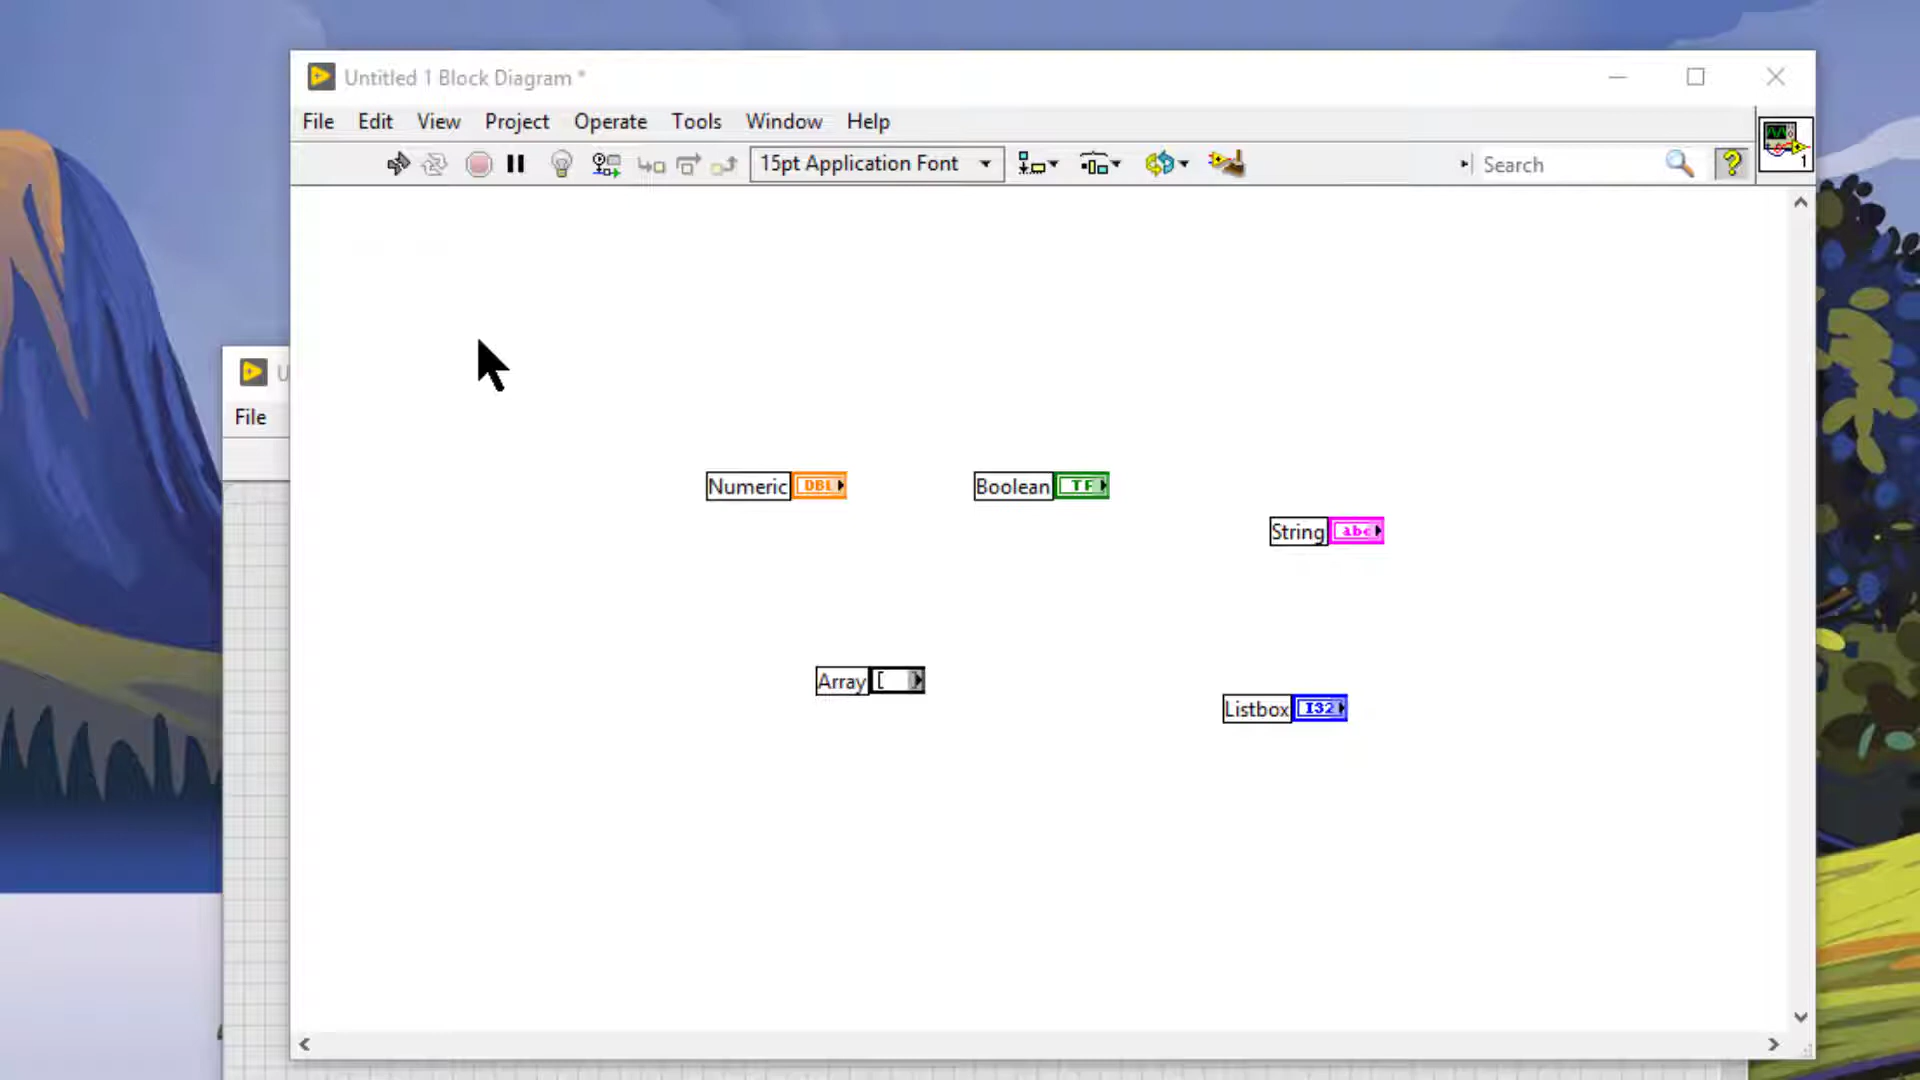 Untitled 1 Block Diagram *
File Edit View Project Operate Tools Window Help
15pt Application Font
Search
?
1
U
File
Numeric DBL
Boolean TF
String abc
Array [
Listbox I32